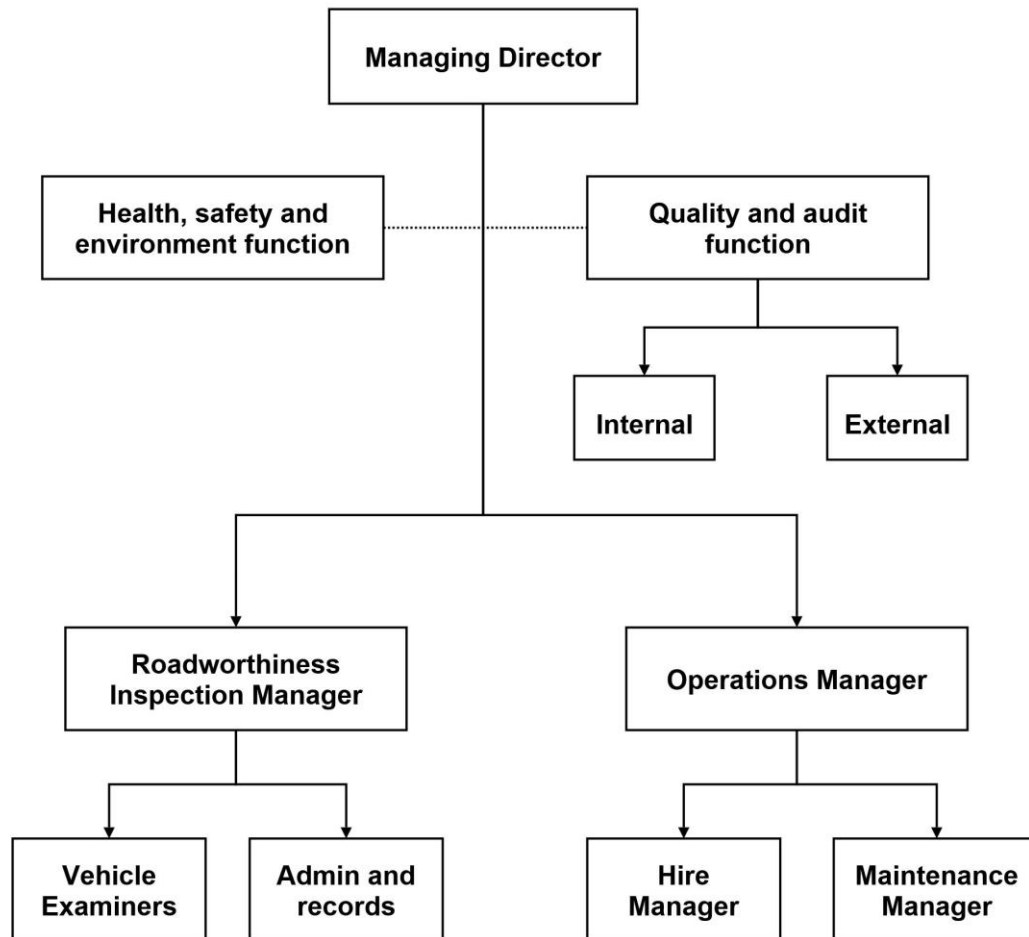 Managing Director
Health, safety and
environment function
Quality and audit
function
Internal
External
Roadworthiness
Inspection Manager
Operations Manager
Vehicle
Examiners
Admin and
records
Hire
Manager
Maintenance
Manager